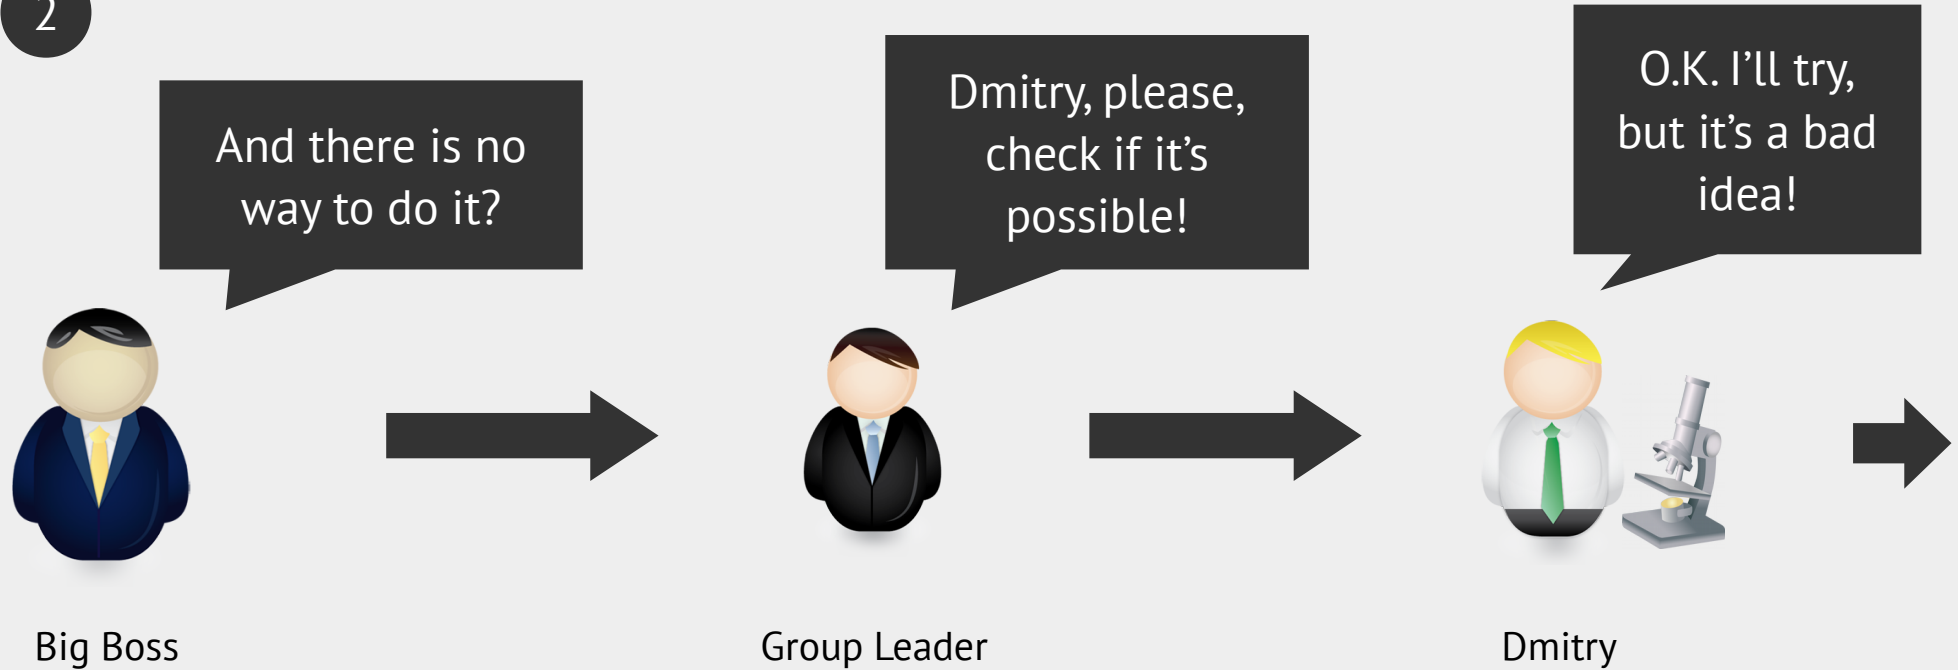 2
And there is no
way to do it?
Dmitry, please,
check if it's
possible!
O.K. I'll try,
but it's a bad
idea!
Big Boss
Group Leader
Dmitry